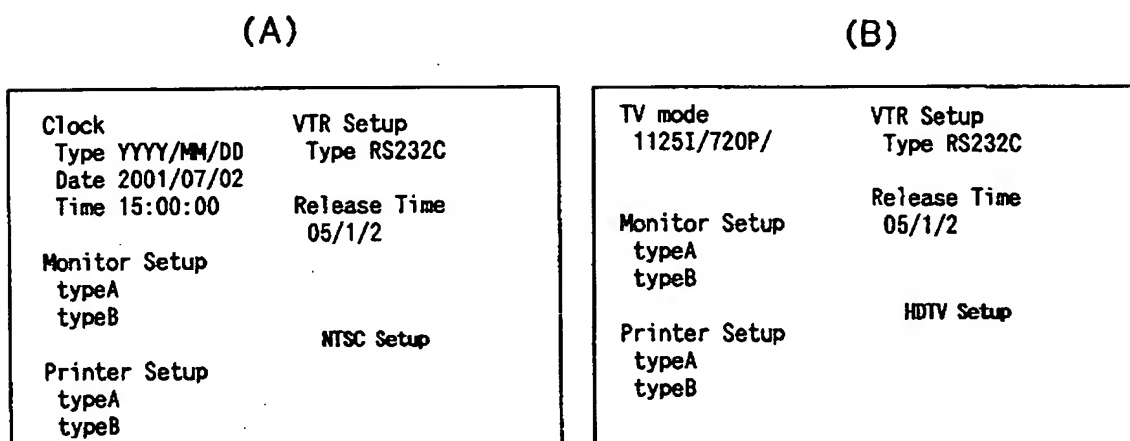 (A)
Clock
Type YYYY/MM/DD
Date 2001/07/02
Time 15:00:00
Monitor Setup
typeA
typeB
Printer Setup
typeA
typeB
VTR Setup
Type RS232C
Release Time
05/1/2
NTSC Setup
(B)
TV mode
1125I/720P/
Monitor Setup
typeA
typeB
Printer Setup
typeA
typeB
VTR Setup
Type RS232C
Release Time
05/1/2
HDTV Setup